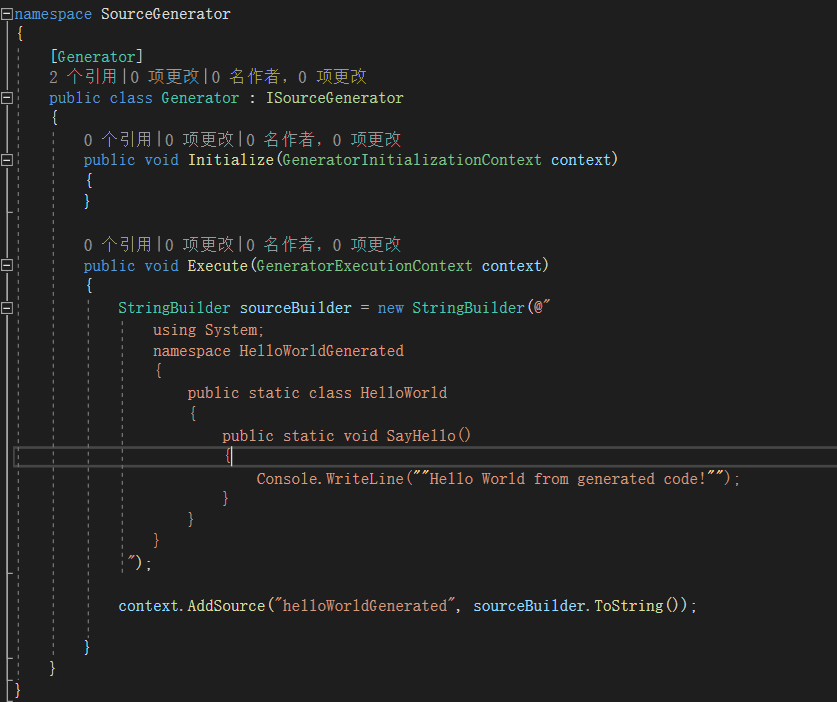 namespace SourceGenerator
{
[Generator]
2 个引用|0 项更改|0 名作者，0 项更改
public class Generator : ISourceGenerator
{
0 个引用|0 项更改|0 名作者，0 项更改
public void Initialize(GeneratorInitializationContext context)
{
}
0 个引用|0 项更改|0 名作者，0 项更改
public void Execute(GeneratorExecutionContext context)
{
StringBuilder sourceBuilder = new StringBuilder(@"
using System;
namespace HelloWorldGenerated
{
public static class HelloWorld
{
public static void SayHello()
{
Console.WriteLine(""Hello World from generated code!"");
}
}
}
");
context.AddSource("helloWorldGenerated", sourceBuilder.ToString());
}
}
}